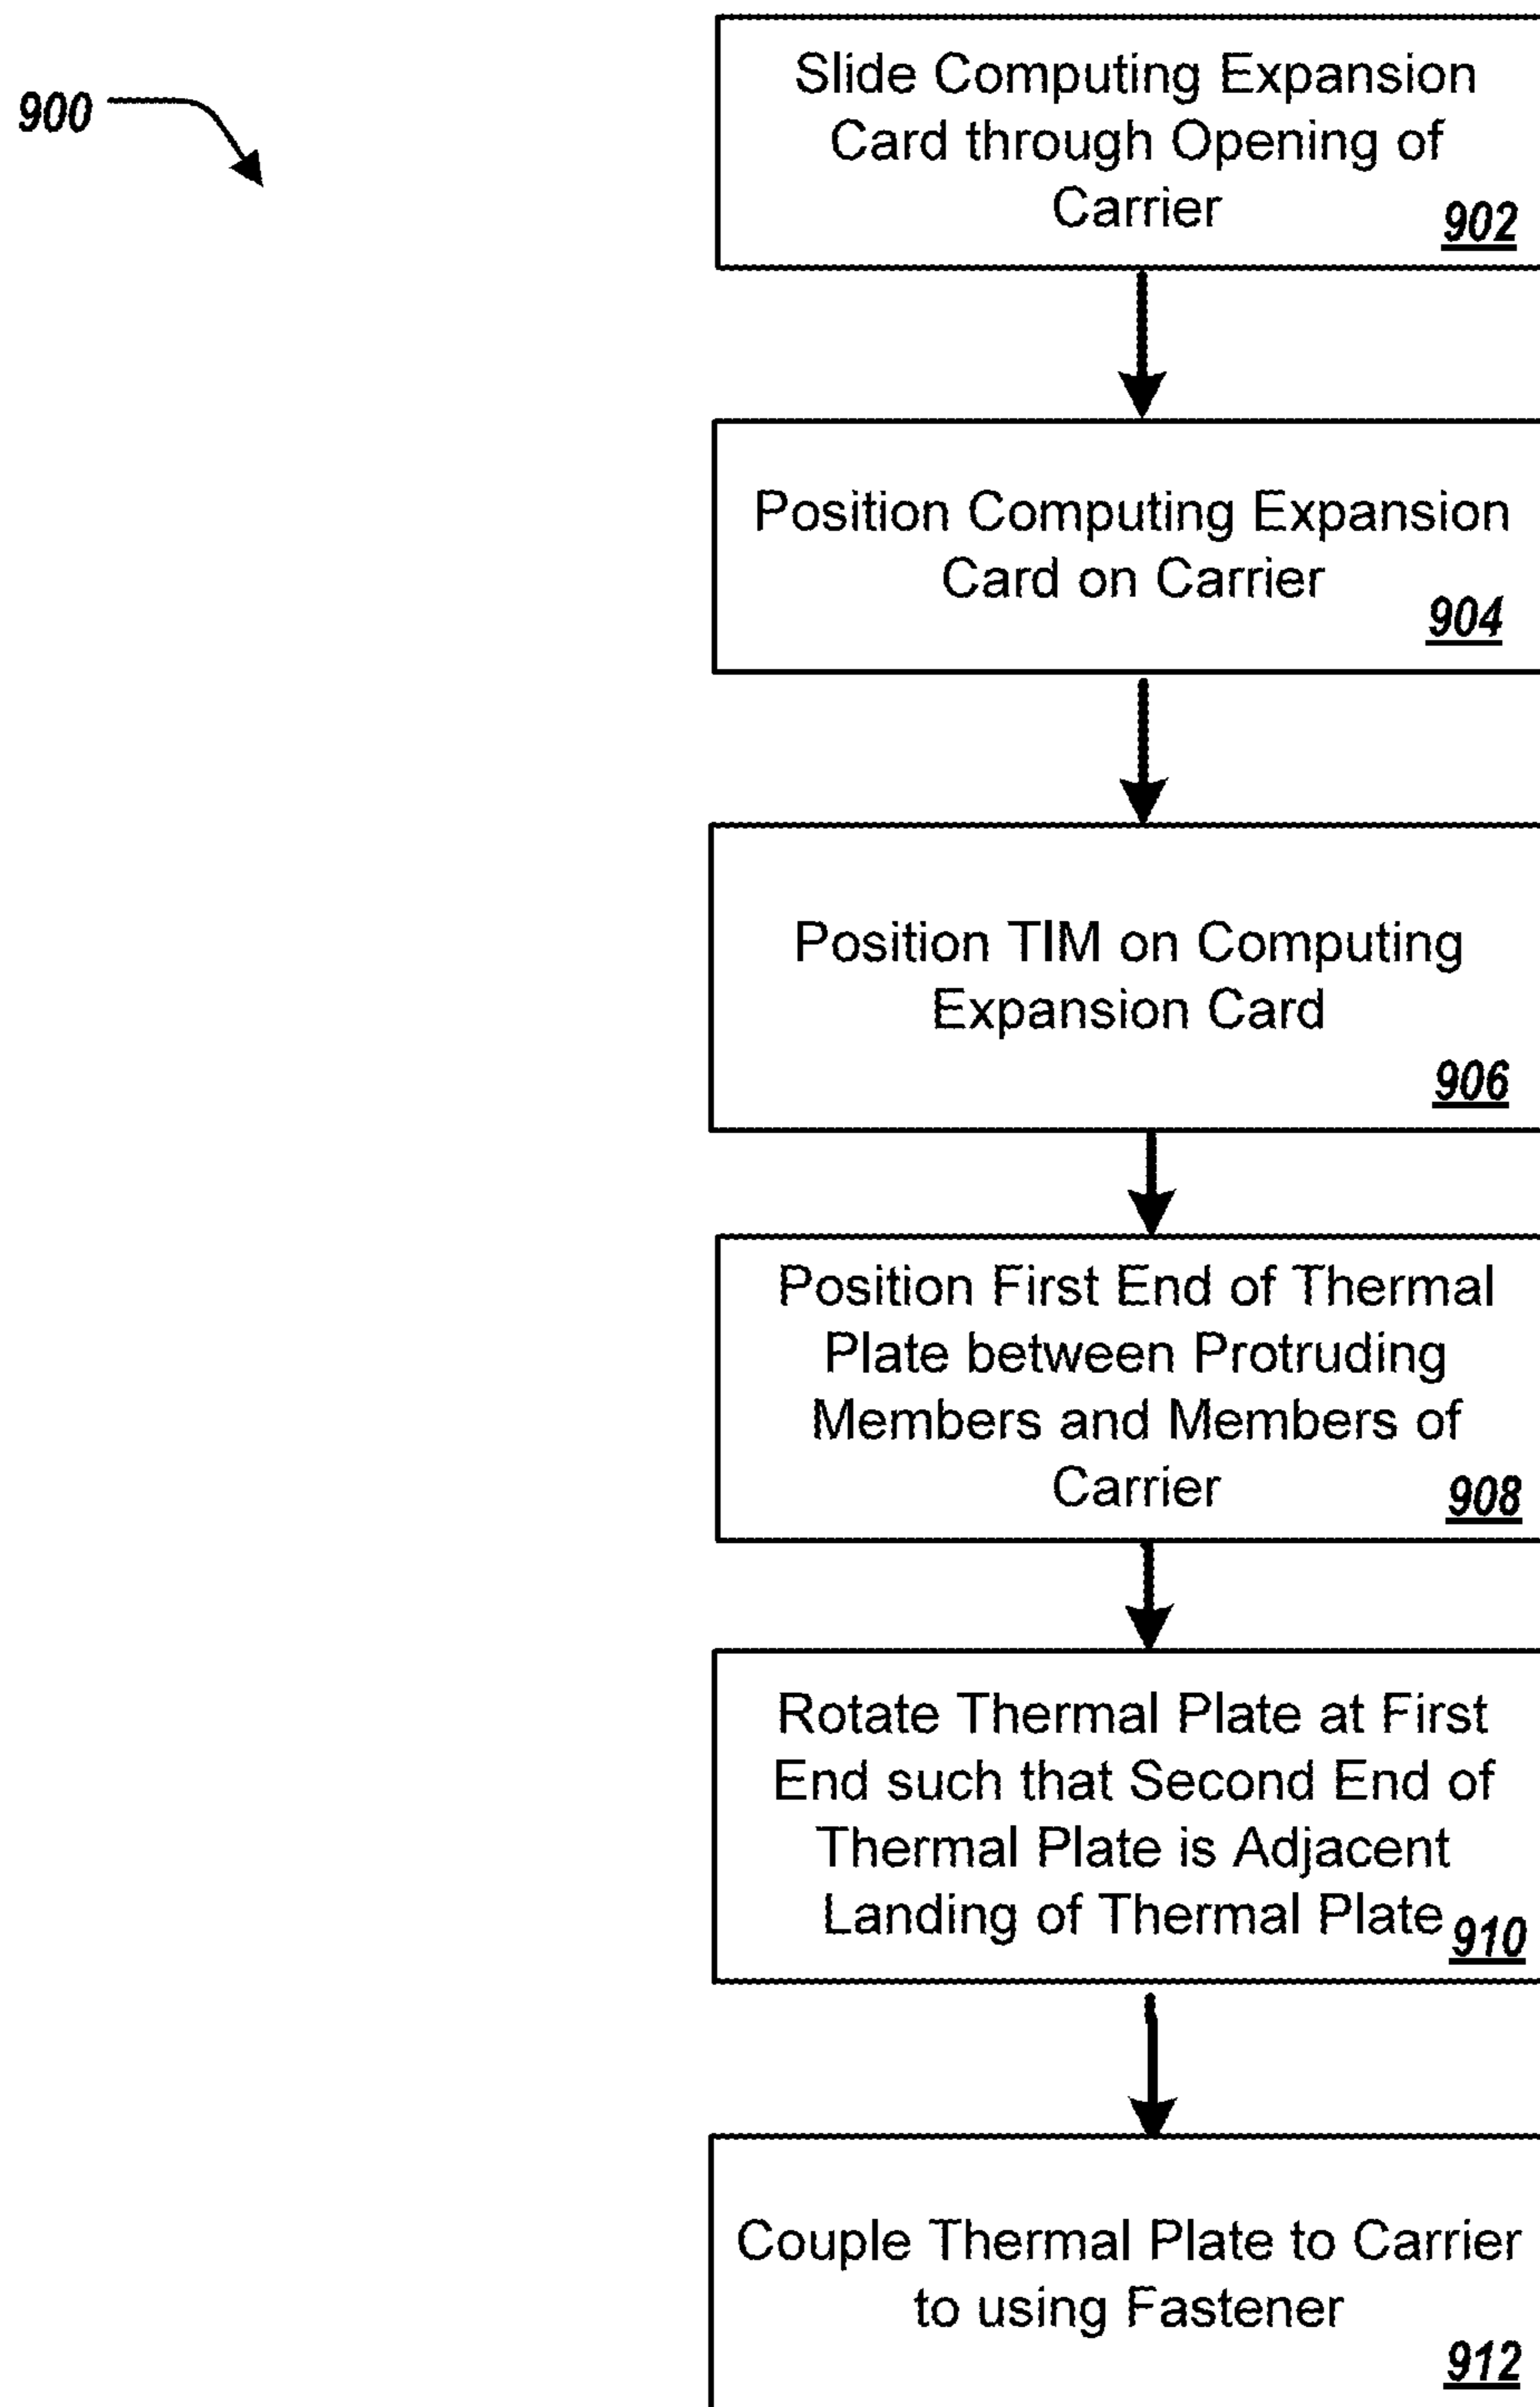 900
Slide Computing Expansion
Card through Opening of
Carrier
902
Position Computing Expansion
Card on Carrier
904
Position TIM on Computing
Expansion Card
906
Position First End of Thermal
Plate between Protruding
Members and Members of
Carrier
908
Rotate Thermal Plate at First
End such that Second End of
Thermal Plate is Adjacent
Landing of Thermal Plate
910
Couple Thermal Plate to Carrier
to using Fastener
912